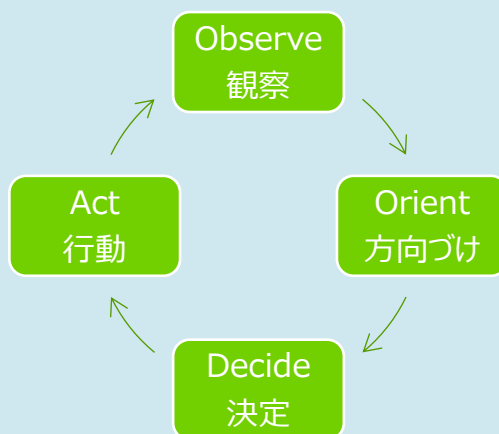 Observe
観察
Orient
方向づけ
Decide
決定
Act
行動